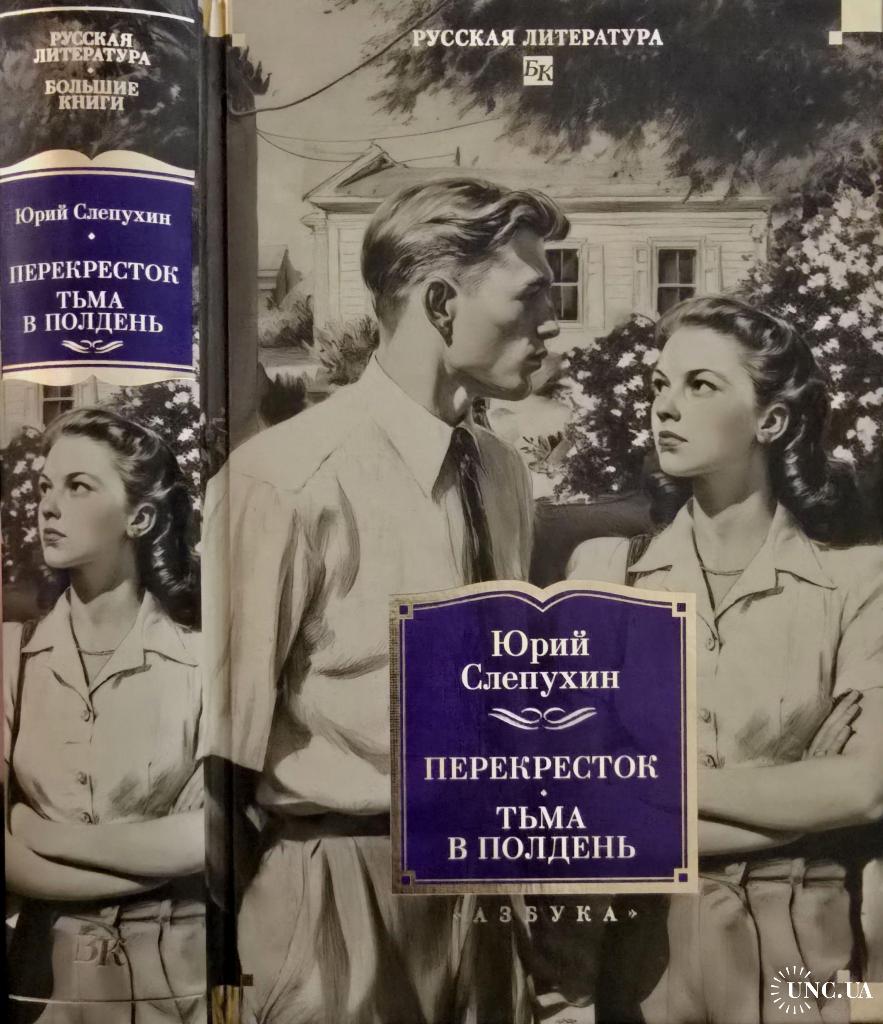 РУССКАЯ
ЛИТЕРАТУРА
БОЛЬШИЕ
КНИГИ
Юрий Слепухин
ПЕРЕКРЕСТОК
ТЬМА
В ПОЛДЕНЬ
БК
РУССКАЯ ЛИТЕРАТУРА
БК
Юрий
Слепухин
ПЕРЕКРЕСТОК
ТЬМА
В ПОЛДЕНЬ
«АЗБУКА»
UNC.UA